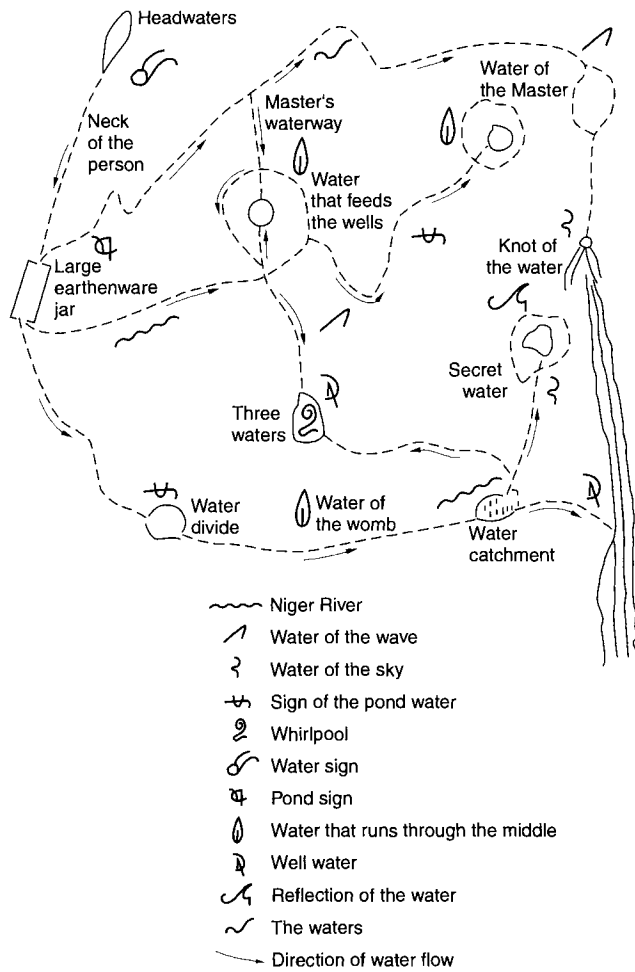 Headwaters
Neck
of the
person
Master's
waterway
Water of
the Master
Water
that feeds
the wells
Large
earthenware
jar
Knot of
the water
Secret
water
Three
waters
Water
divide
Water of
the womb
Water
catchment
Niger River
Water of the wave
Water of the sky
Sign of the pond water
Whirlpool
Water sign
Pond sign
Water that runs through the middle
Well water
Reflection of the water
The waters
Direction of water flow